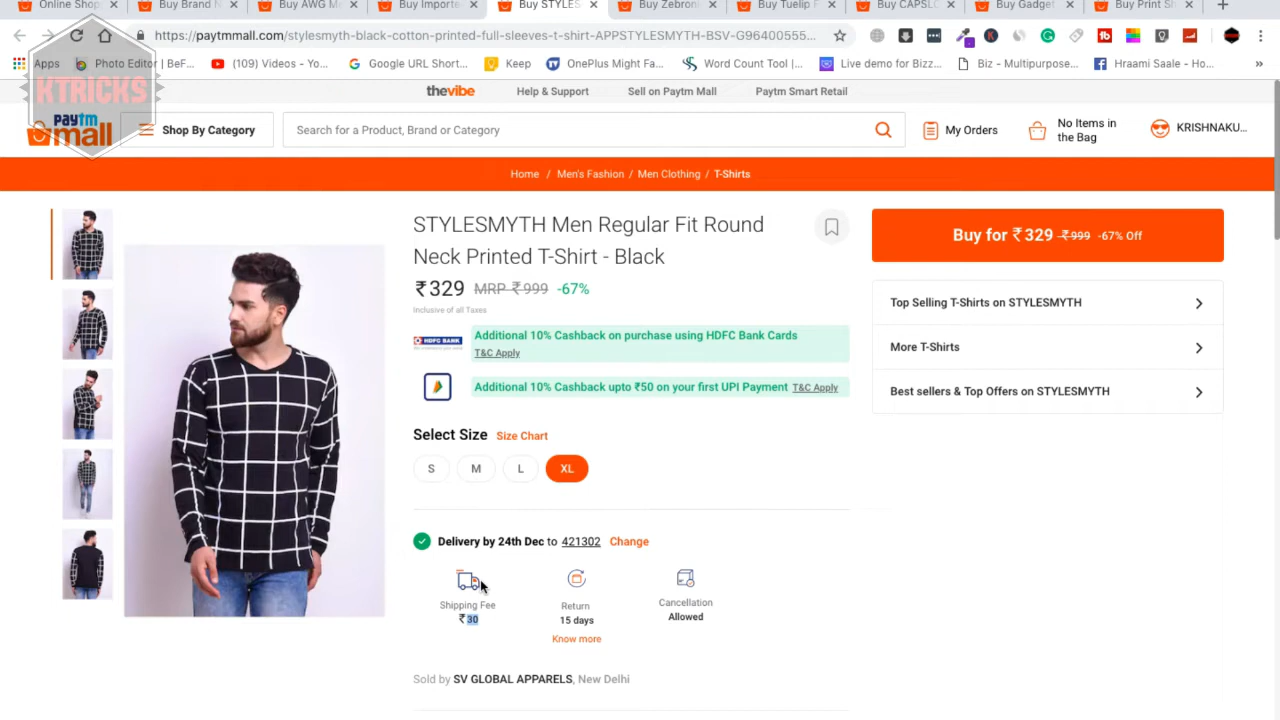 Online Shop
Buy Brand N
Buy AWG Me
Buy Importe
Buy STYLES
Buy Zebroni
Buy Tuelip F
Buy CAPSLC
Buy Gadget
Buy Print Sh
https://paytmmall.com/stylesmyth-black-cotton-printed-full-sleeves-t-shirt-APPSTYLESMYTH-BSV-G96400555...
Apps
Photo Editor | BeF...
(109) Videos - Yo...
Google URL Short...
Keep
OnePlus Might Fa...
Word Count Tool |...
Live demo for Bizz...
Biz - Multipurpose...
Hraami Saale - Ho...
KTRICKS
thevibe
Help & Support
Sell on Paytm Mall
Paytm Smart Retail
paytm
mall
Shop By Category
Search for a Product, Brand or Category
My Orders
No Items in
the Bag
KRISHNAKU...
Home / Men's Fashion / Men Clothing / T-Shirts
STYLESMYTH Men Regular Fit Round
Neck Printed T-Shirt - Black
₹329 MRP ₹999 -67%
Inclusive of all Taxes
HDFC BANK
Additional 10% Cashback on purchase using HDFC Bank Cards
T&C Apply
Additional 10% Cashback upto ₹50 on your first UPI Payment T&C Apply
Select Size Size Chart
S M L XL
Delivery by 24th Dec to 421302 Change
Shipping Fee
₹30
Return
15 days
Know more
Cancellation
Allowed
Sold by SV GLOBAL APPARELS, New Delhi
Buy for ₹329 ₹999 -67% Off
Top Selling T-Shirts on STYLESMYTH
More T-Shirts
Best sellers & Top Offers on STYLESMYTH